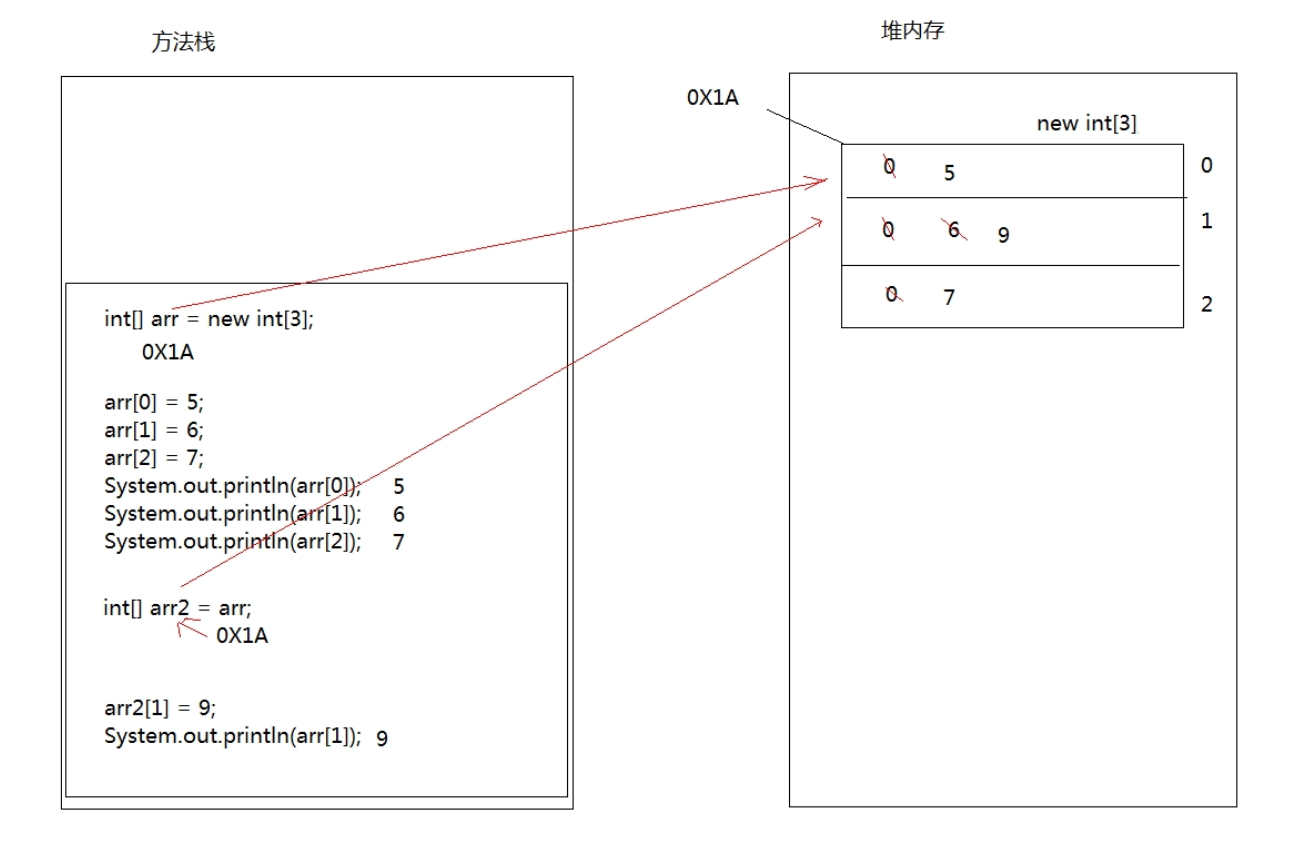 方法栈
int[] arr = new int[3];
0X1A
arr[0] = 5;
arr[1] = 6;
arr[2] = 7;
System.out.println(arr[0]); 5
System.out.println(arr[1]); 6
System.out.println(arr[2]); 7
int[] arr2 = arr;
0X1A
arr2[1] = 9;
System.out.println(arr[1]); 9
堆内存
0X1A
new int[3]
0 5 0
0 6 9 1
0 7 2